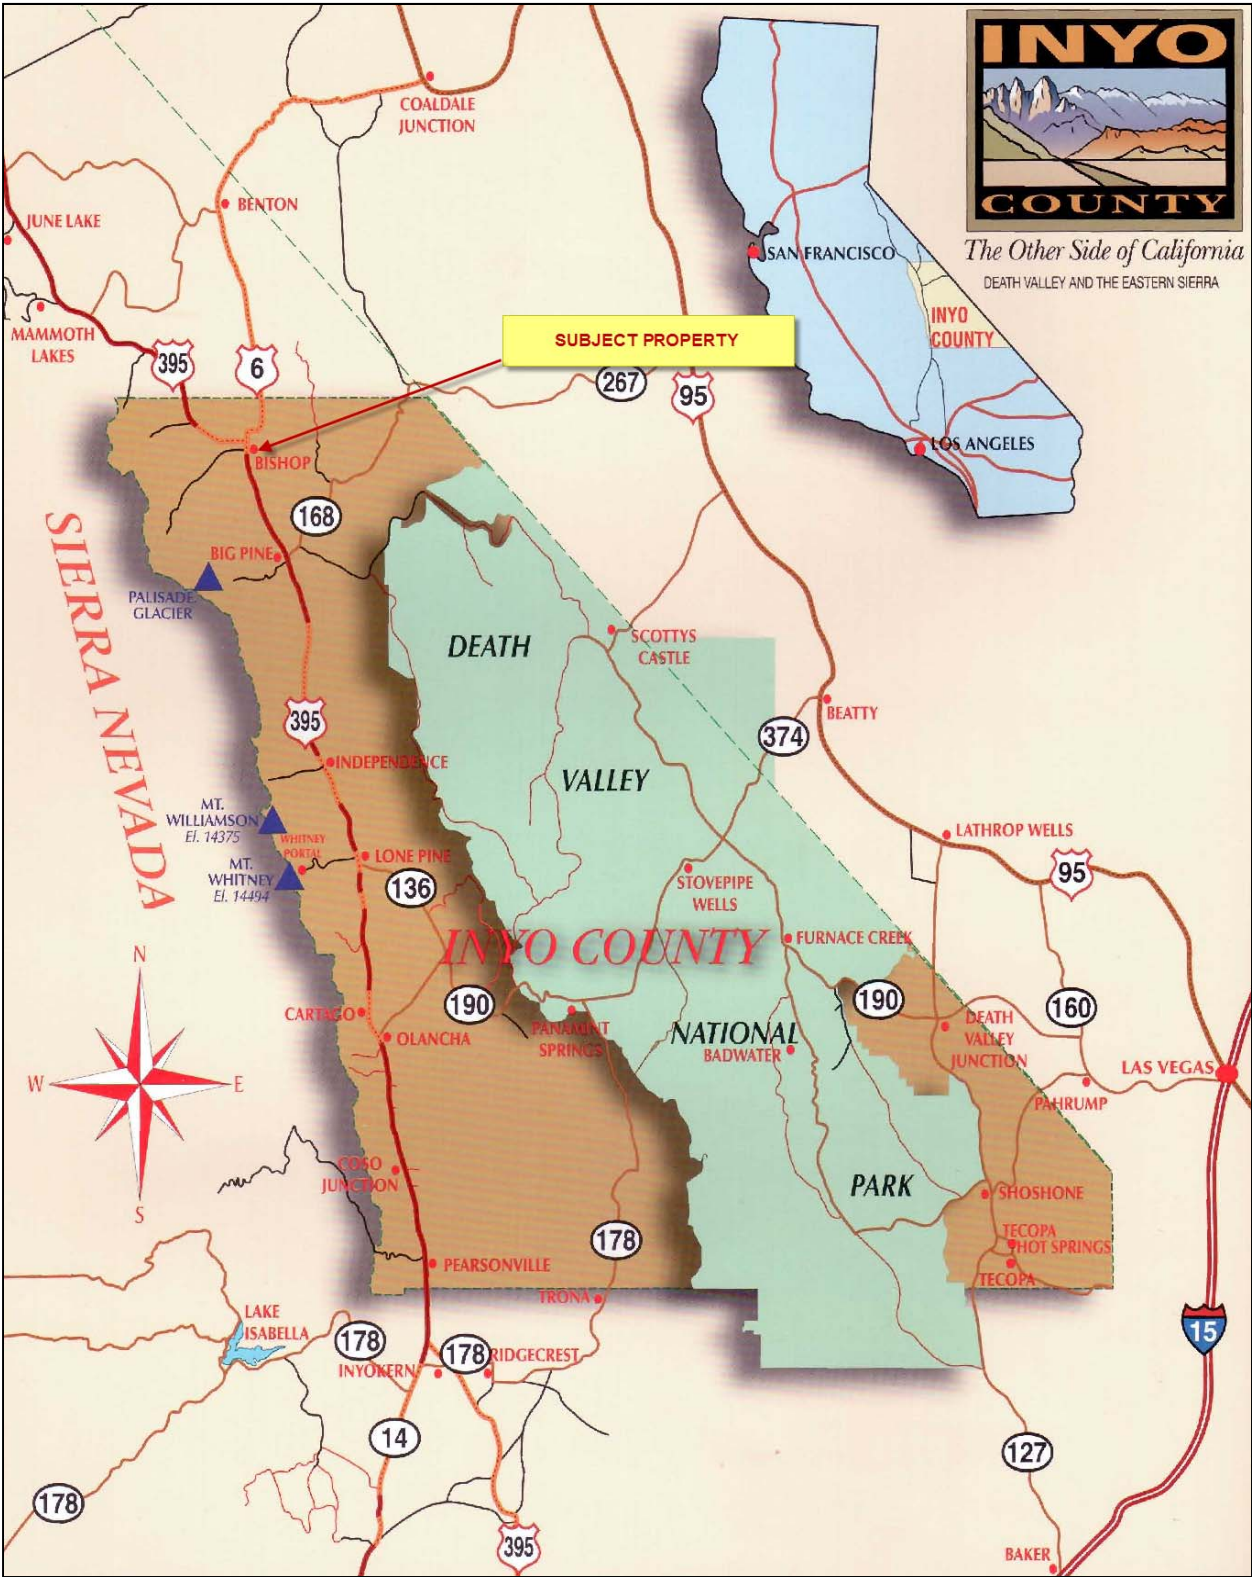 INYO
COUNTY
The Other Side of California
DEATH VALLEY AND THE EASTERN SIERRA
COALDALE
JUNCTION
BENTON
JUNE LAKE
MAMMOTH
LAKES
SAN FRANCISCO
INYO
COUNTY
LOS ANGELES
SUBJECT PROPERTY
395
6
267
95
BISHOP
168
BIG PINE
PALISADE
GLACIER
SIERRA NEVADA
DEATH
SCOTTYS
CASTLE
BEATTY
395
374
INDEPENDENCE
VALLEY
MT.
WILLIAMSON
El. 14375
WHITNEY
PORTAL
LONE PINE
MT.
WHITNEY
El. 14494
136
STOVEPIPE
WELLS
LATHROP WELLS
95
INYO COUNTY
FURNACE CREEK
N
W
E
S
CARTAGO
OLANCHA
190
PANAMINT
SPRINGS
NATIONAL
BADWATER
190
DEATH
VALLEY
JUNCTION
160
LAS VEGAS
PAHRUMP
COSO
JUNCTION
PARK
SHOSHONE
TECOPA
HOT SPRINGS
TECOPA
178
PEARSONVILLE
TRONA
LAKE
ISABELLA
178
178
INYOKERN
RIDGECREST
15
14
127
178
395
BAKER